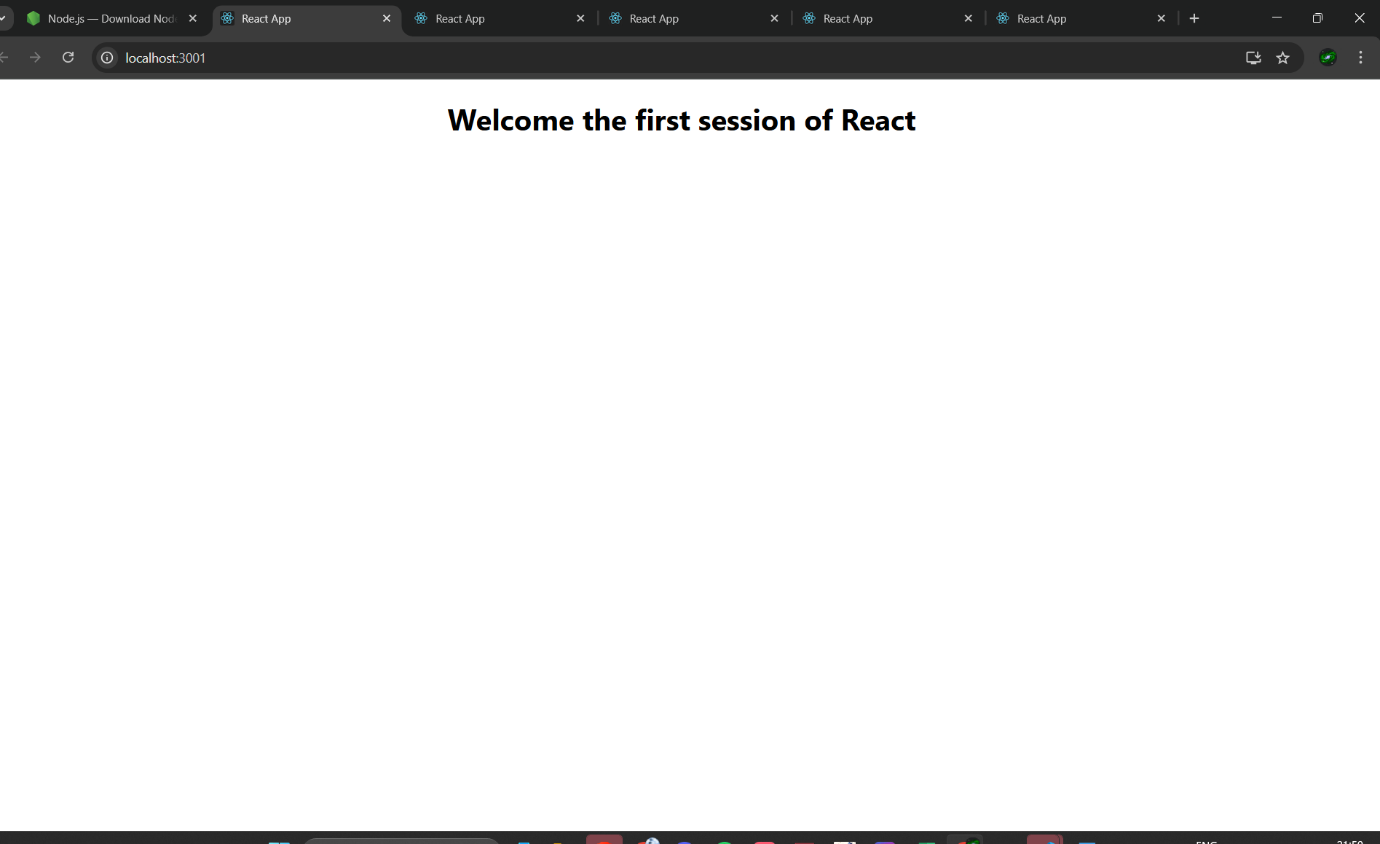 Node.js — Download Nod
React App
React App
React App
React App
React App
localhost:3001
Welcome the first session of React